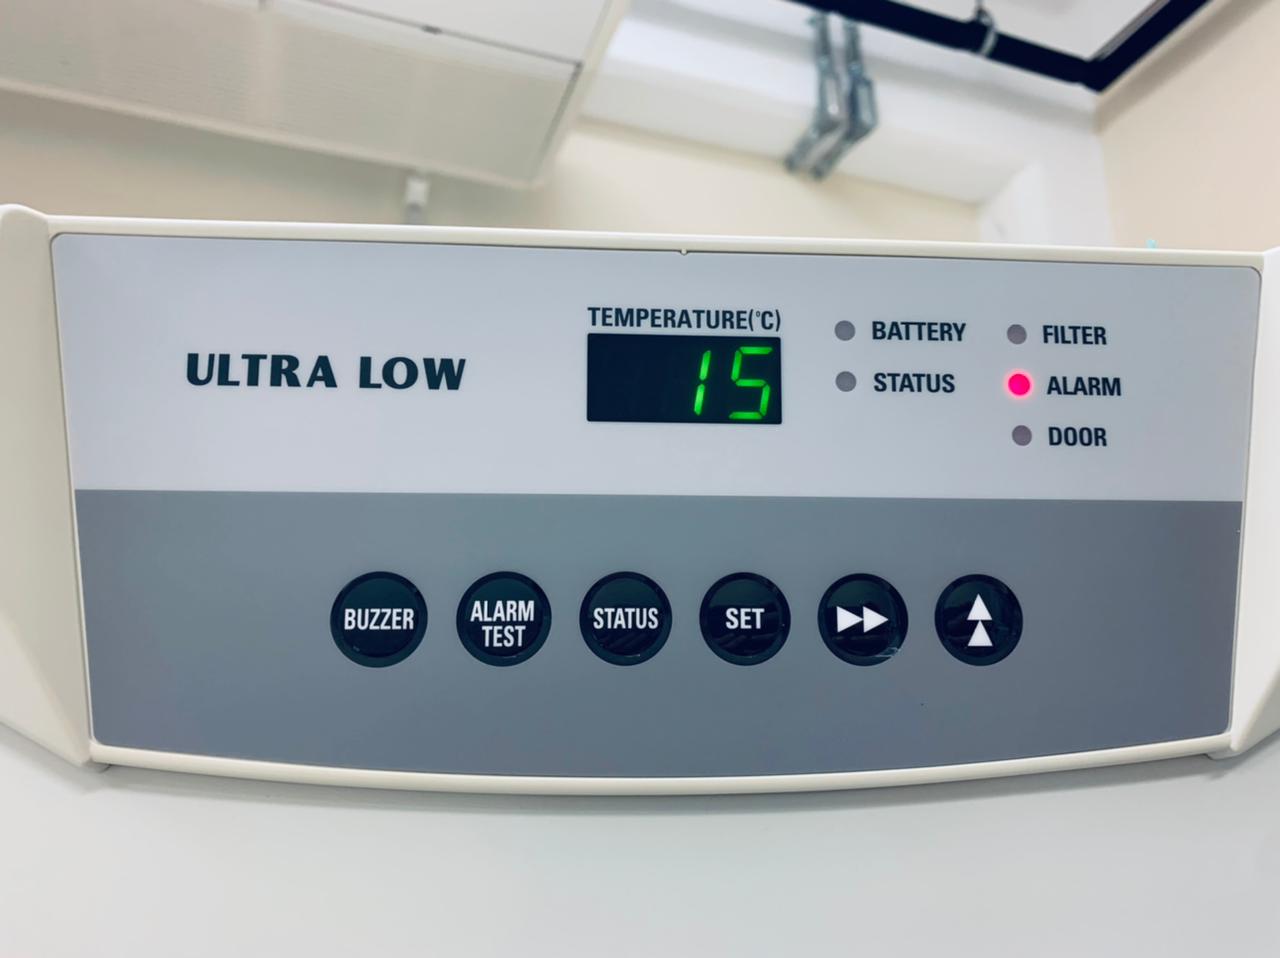 ULTRA LOW
TEMPERATURE(°C)
15
BATTERY
STATUS
FILTER
ALARM
DOOR
BUZZER
ALARM
TEST
STATUS
SET